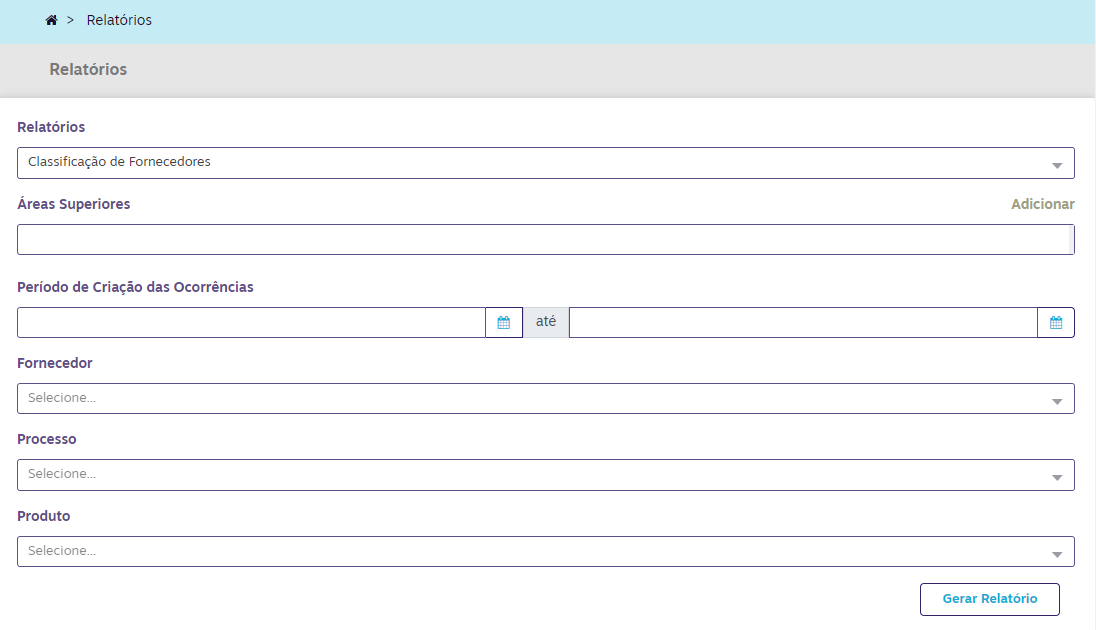 > Relatórios
Relatórios
Relatórios
Classificação de Fornecedores
Áreas Superiores
Adicionar
Período de Criação das Ocorrências
até
Fornecedor
Selecione...
Processo
Selecione...
Produto
Selecione...
Gerar Relatório